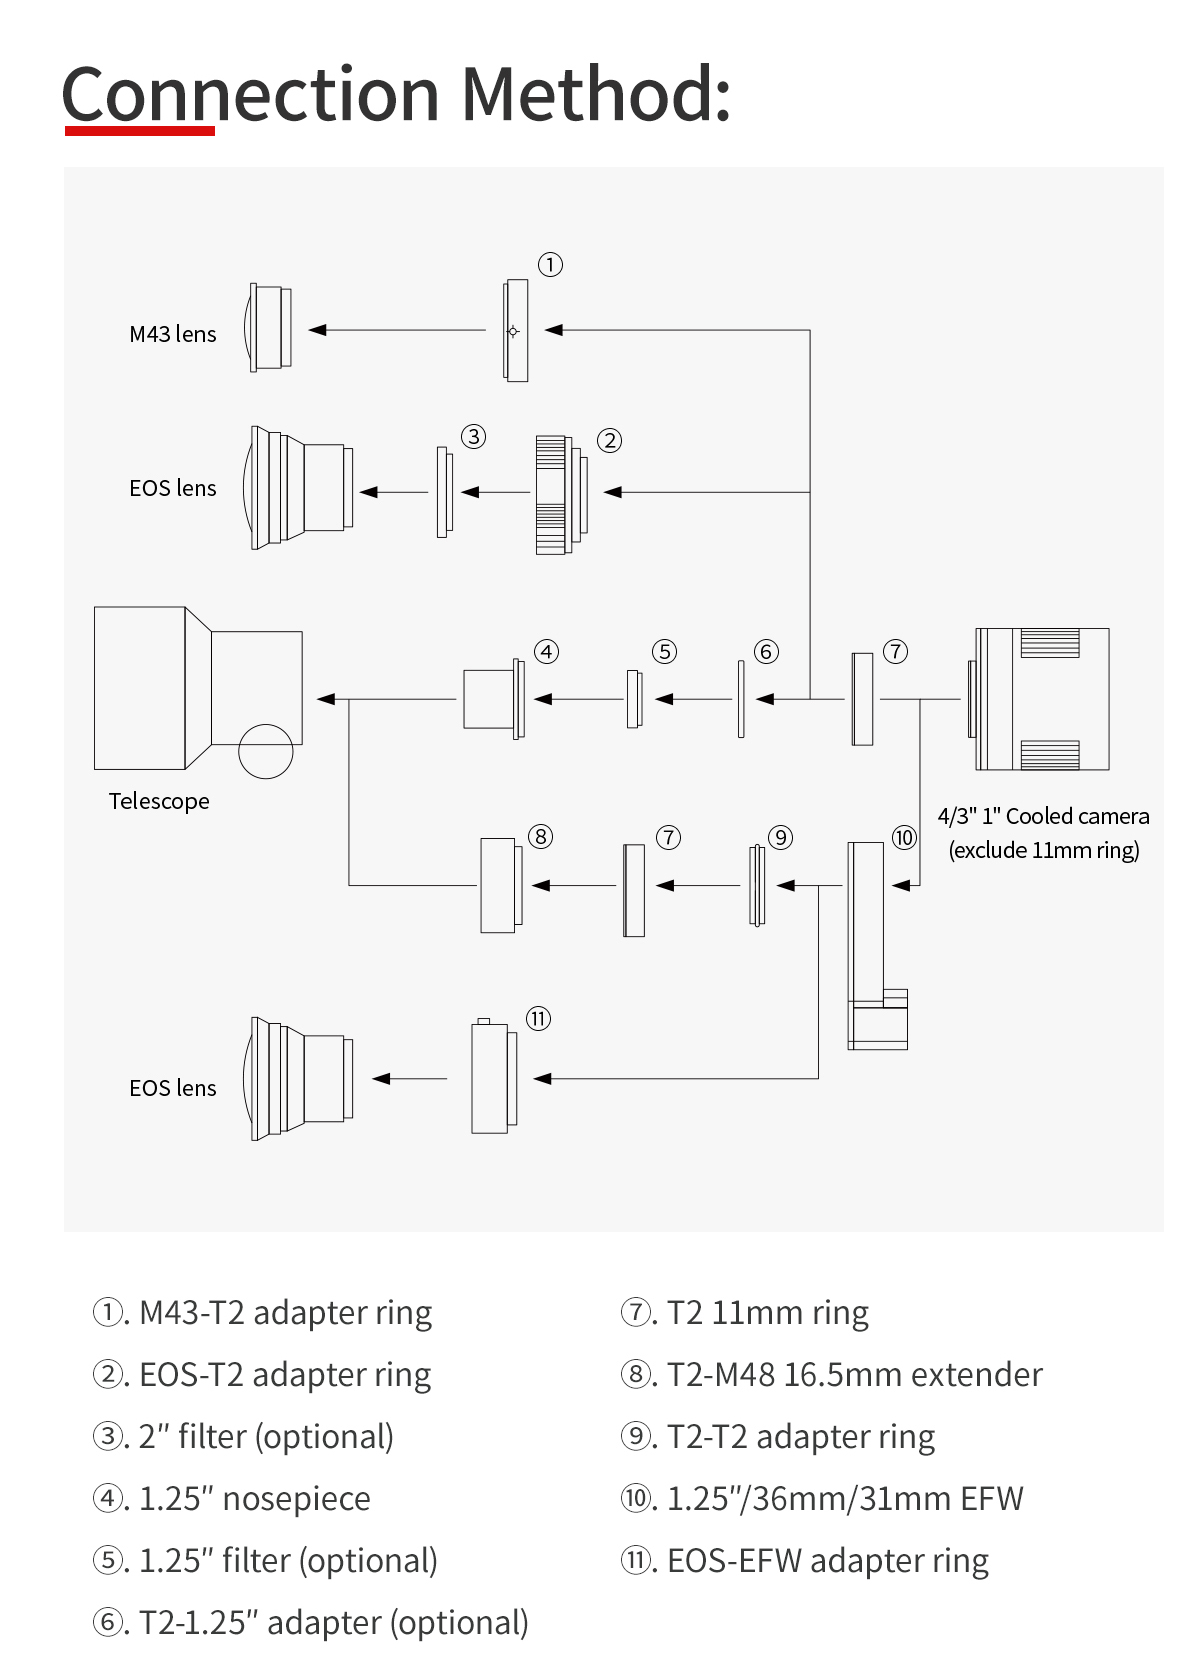 Connection Method:
①
M43 lens
③
②
EOS lens
④
⑤
⑥
⑦
Telescope
4/3" 1" Cooled camera
(exclude 11mm ring)
⑧
⑦
⑨
⑩
⑪
EOS lens
①. M43-T2 adapter ring
②. EOS-T2 adapter ring
③. 2" filter (optional)
④. 1.25" nosepiece
⑤. 1.25" filter (optional)
⑥. T2-1.25" adapter (optional)
⑦. T2 11mm ring
⑧. T2-M48 16.5mm extender
⑨. T2-T2 adapter ring
⑩. 1.25"/36mm/31mm EFW
⑪. EOS-EFW adapter ring